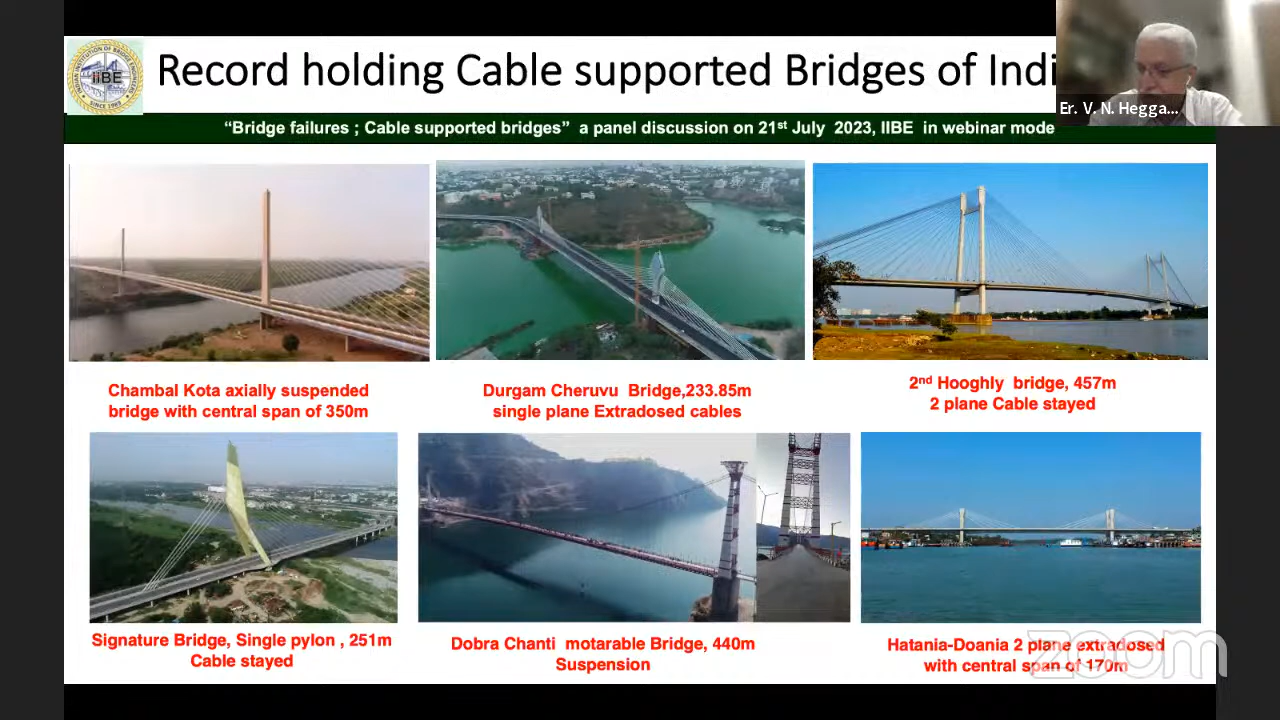 Record holding Cable supported Bridges of Indi
Er. V. N. Hegga...
"Bridge failures ; Cable supported bridges" a panel discussion on 21st July 2023, IIBE in webinar mode
IIBE
SINCE 1989
Chambal Kota axially suspended
bridge with central span of 350m
Durgam Cheruvu Bridge,233.85m
single plane Extradosed cables
2nd Hooghly bridge, 457m
2 plane Cable stayed
Signature Bridge, Single pylon , 251m
Cable stayed
Dobra Chanti motarable Bridge, 440m
Suspension
Hatania-Doania 2 plane extradosed
with central span of 170m
zoom